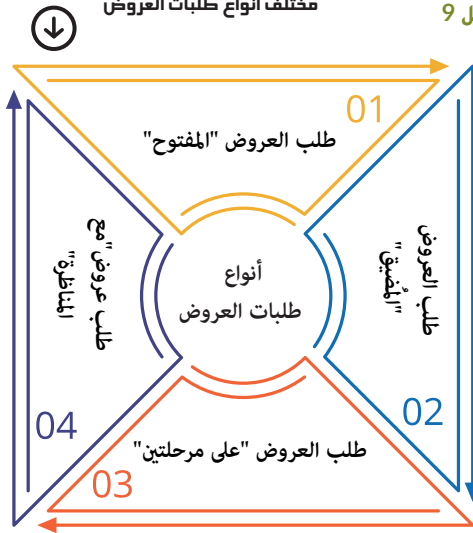 مختلف أنواع طلبات العروض
ل 9
01
طلب العروض "المفتوح"
طلب العروض
"المُضيق"
02
أنواع
طلبات العروض
طلب العروض "على مرحلتين"
03
طلب عروض "مع
المناظرة"
04